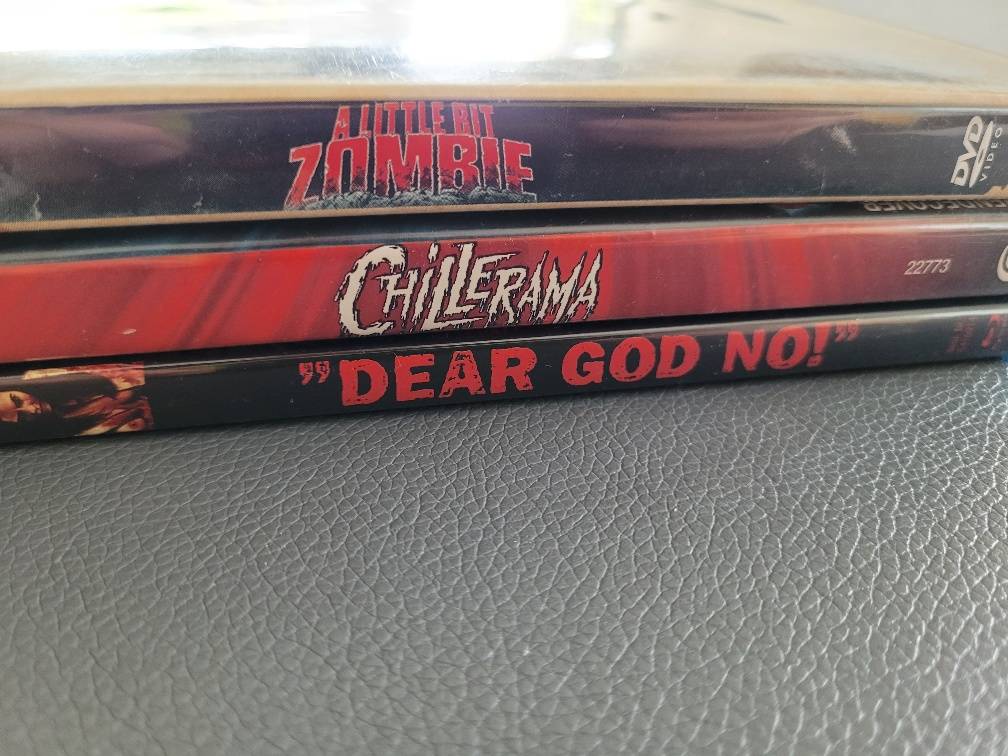 A LITTLE BIT
ZOMBIE
DVD
VIDEO
CHILLERAMA
22773
"DEAR GOD NO!"